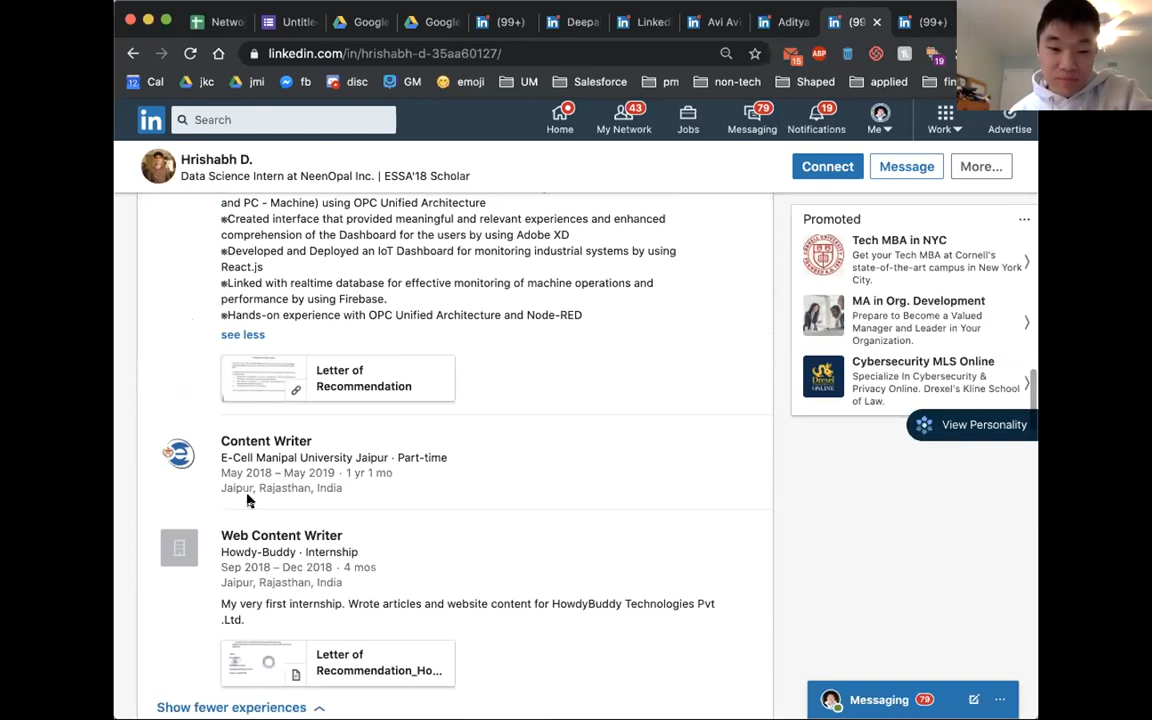 Netwo
Untitle
Google
Google
(99+)
Deepa
Linked
Avi Avi
Aditya
(99
(99+)
linkedin.com/in/hrishabh-d-35aa60127/
15
ABP
19
12 Cal
jkc
jmi
fb
disc
GM
emoji
UM
Salesforce
pm
non-tech
Shaped
applied
fin
in
Search
Home
43
My Network
Jobs
79
Messaging
19
Notifications
Me
Work
Advertise
Hrishabh D.
Data Science Intern at NeenOpal Inc. | ESSA'18 Scholar
Connect
Message
More...
and PC - Machine) using OPC Unified Architecture
※Created interface that provided meaningful and relevant experiences and enhanced
comprehension of the Dashboard for the users by using Adobe XD
※Developed and Deployed an IoT Dashboard for monitoring industrial systems by using
React.js
※Linked with realtime database for effective monitoring of machine operations and
performance by using Firebase.
※Hands-on experience with OPC Unified Architecture and Node-RED
see less
Letter of
Recommendation
Content Writer
E-Cell Manipal University Jaipur · Part-time
May 2018 – May 2019 · 1 yr 1 mo
Jaipur, Rajasthan, India
Web Content Writer
Howdy-Buddy · Internship
Sep 2018 – Dec 2018 · 4 mos
Jaipur, Rajasthan, India
My very first internship. Wrote articles and website content for HowdyBuddy Technologies Pvt
.Ltd.
Letter of
Recommendation_Ho...
Show fewer experiences
Promoted
...
Tech MBA in NYC
Get your Tech MBA at Cornell's
state-of-the-art campus in New York
City.
MA in Org. Development
Prepare to Become a Valued
Manager and Leader in Your
Organization.
Cybersecurity MLS Online
Specialize In Cybersecurity &
Privacy Online. Drexel's Kline School
of Law.
DREXEL
ONLINE
View Personality
Messaging 79
...